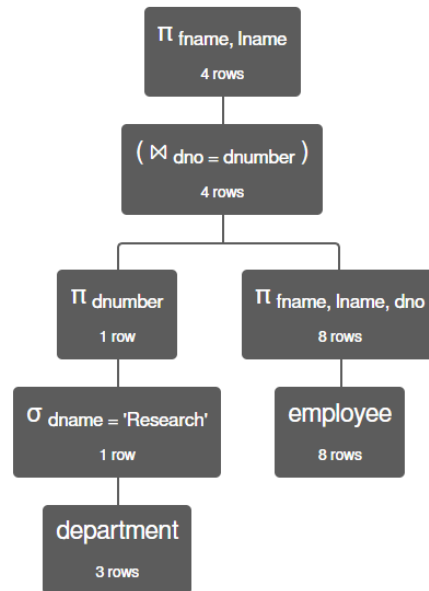 π fname, lname
4 rows
( ⋈ dno = dnumber )
4 rows
π dnumber
1 row
π fname, lname, dno
8 rows
σ dname = 'Research'
1 row
employee
8 rows
department
3 rows